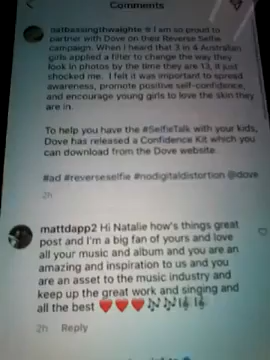 Comments
natbassingthwaighte I am so proud to
partner with Dove on their Reverse Selfie
campaign. When I heard that 3 in 4 Australian
girls applied a filter to change the way they
look in photos by the time they are 13, it just
shocked me. I felt it was important to spread
awareness, promote positive self-confidence,
and encourage young girls to love the skin they
are in.
To help you have the #SelfieTalk with your kids,
Dove has released a Confidence Kit which you
can download from the Dove website.
#ad #reverseselfie #nodigitaldistortion @dove
2h
mattdapp2 Hi Natalie how's things great
post and I'm a big fan of yours and love
all your music and album and you are an
amazing and inspiration to us and you
are an asset to the music industry and
keep up the great work and singing and
all the best ❤️❤️❤️🎶🎶🎼🎼
2h Reply